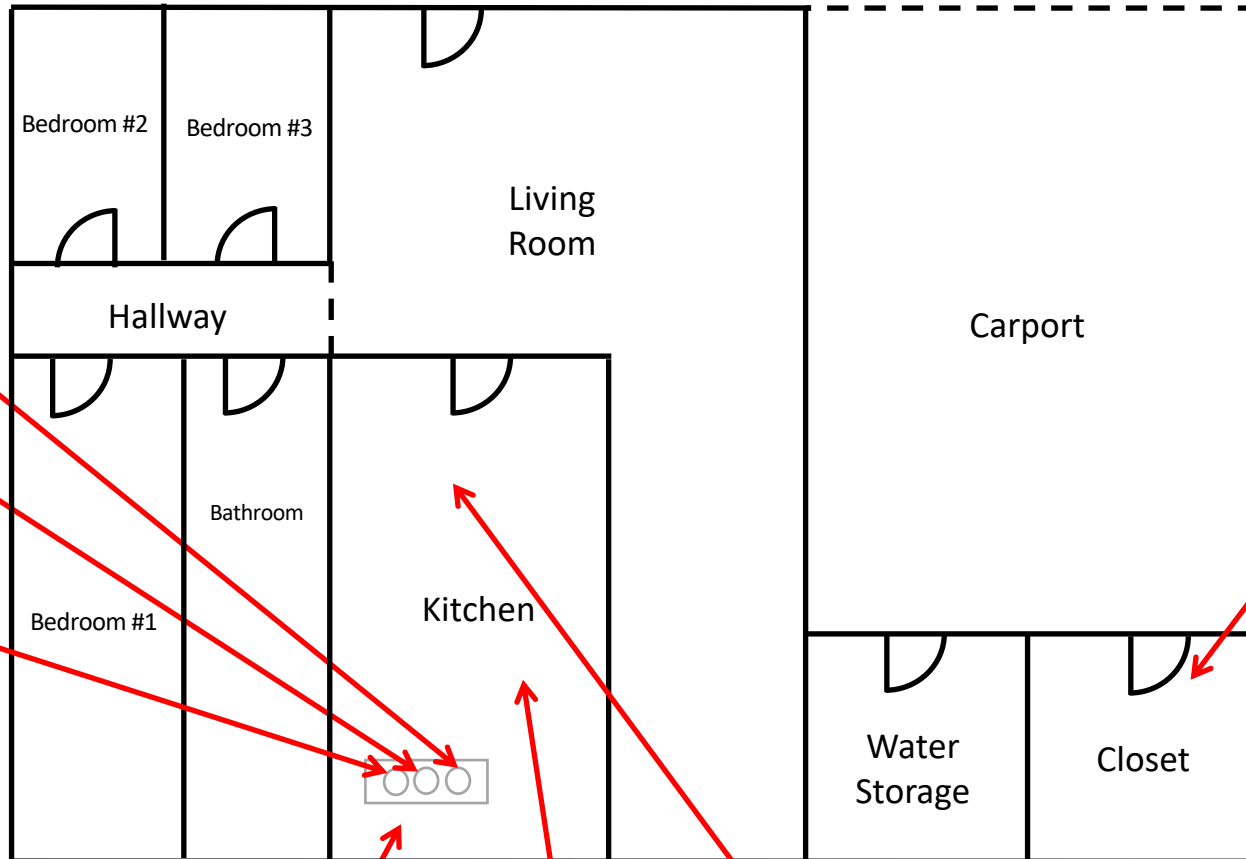 Bedroom #2
Bedroom #3
Living
Room
Hallway
Carport
Bathroom
Kitchen
Bedroom #1
Water
Storage
Closet